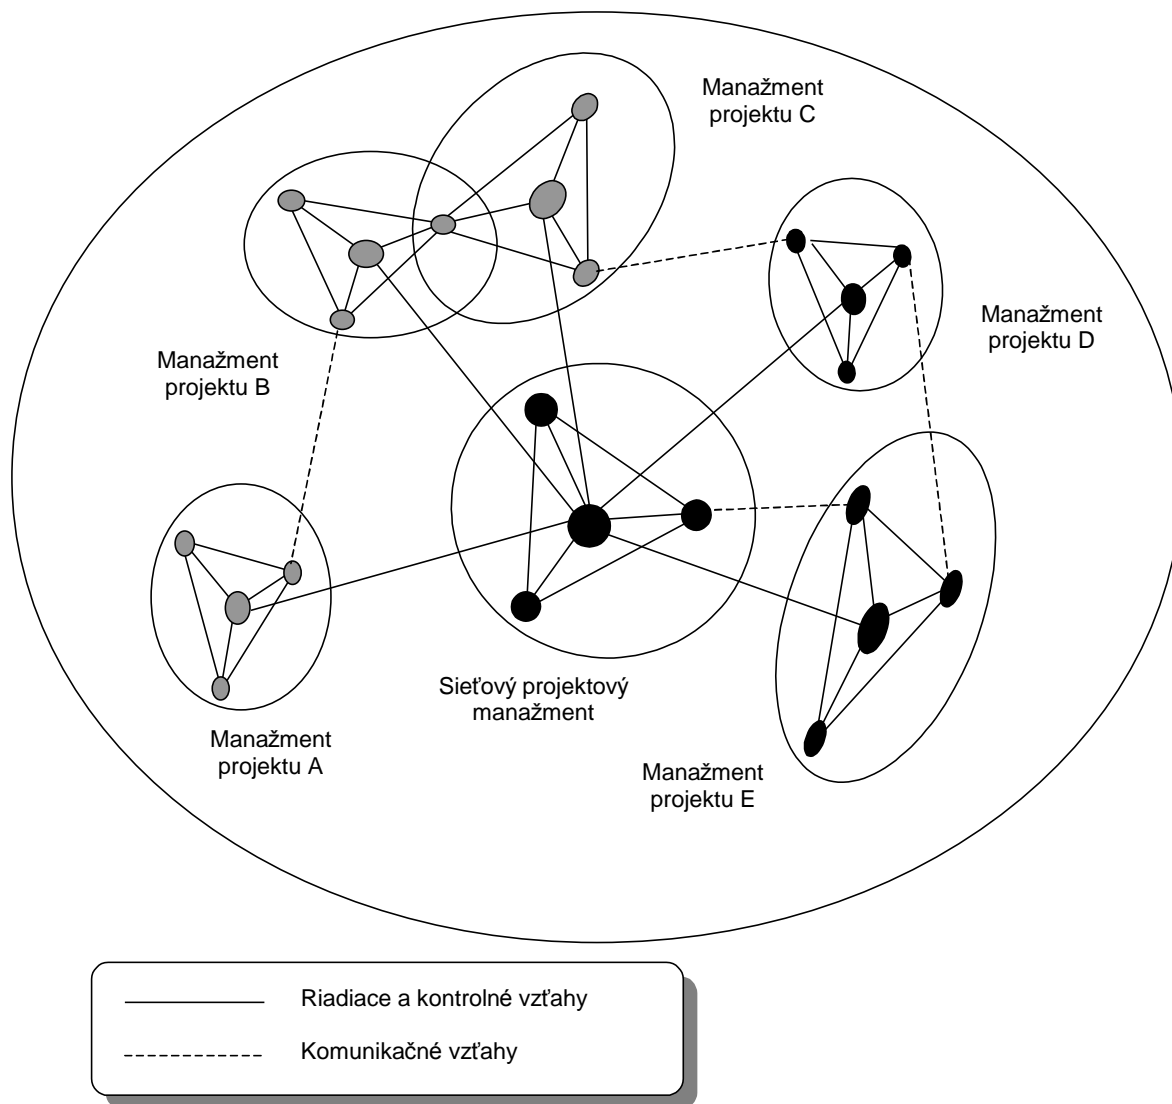 Manažment
projektu C
Manažment
projektu D
Manažment
projektu B
Sieťový projektový
manažment
Manažment
projektu A
Manažment
projektu E
Riadiace a kontrolné vzťahy
Komunikačné vzťahy